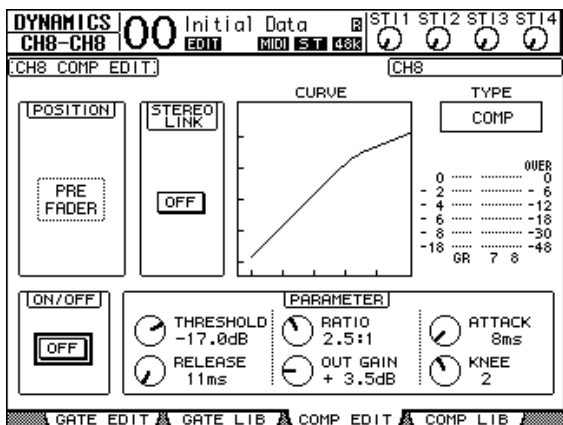 DYNAMICS
CH8-CH8
00
Initial Data R
EDIT MIDI ST 48K
STI1 STI2 STI3 STI4
CH8 COMP EDIT
CH8
POSITION
PRE
FADER
STEREO
LINK
OFF
CURVE
TYPE
COMP
OVER
0 0
- 2 - 6
- 4 -12
- 6 -18
- 8 -30
-18 -48
GR 7 8
ON/OFF
OFF
PARAMETER
THRESHOLD
-17.0dB
RATIO
2.5:1
ATTACK
8ms
RELEASE
11ms
OUT GAIN
+ 3.5dB
KNEE
2
GATE EDIT GATE LIB COMP EDIT COMP LIB